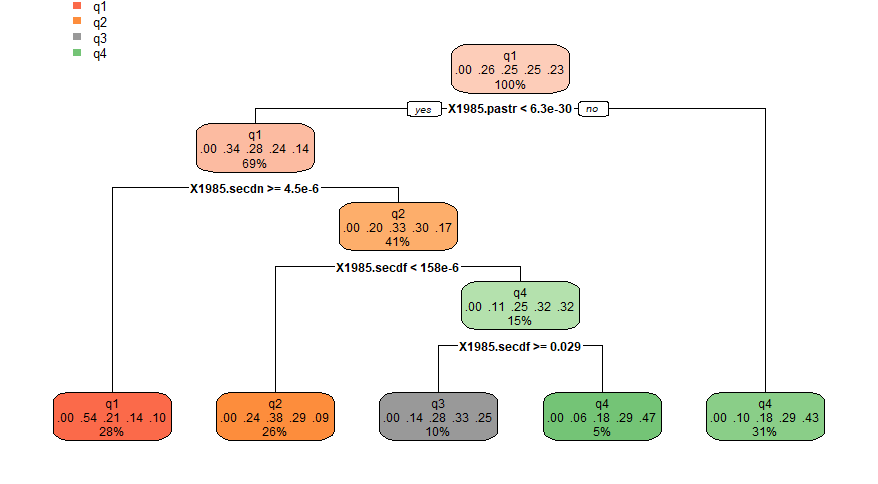 q1
q2
q3
q4
q1
.00 .26 .25 .25 .23
100%
yes X1985.pastr < 6.3e-30 no
q1
.00 .34 .28 .24 .14
69%
X1985.secdn >= 4.5e-6
q2
.00 .20 .33 .30 .17
41%
X1985.secdf < 158e-6
q4
.00 .11 .25 .32 .32
15%
X1985.secdf >= 0.029
q1
.00 .54 .21 .14 .10
28%
q2
.00 .24 .38 .29 .09
26%
q3
.00 .14 .28 .33 .25
10%
q4
.00 .06 .18 .29 .47
5%
q4
.00 .10 .18 .29 .43
31%